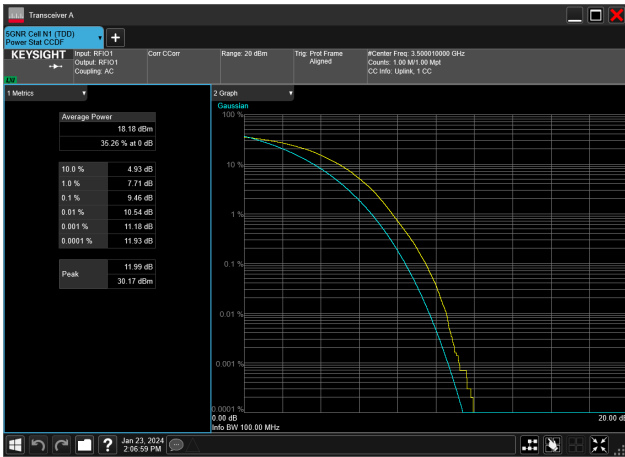 Transceiver A
5GNR Cell N1 (TDD)
Power Stat CCDF
KEYSIGHT
LXI
Input: RFIO1
Output: RFIO1
Coupling: AC
Corr CCorr
Range: 20 dBm
Trig: Prot Frame
Aligned
#Center Freq: 3.500010000 GHz
Counts: 1.00 M/1.00 Mpt
CC Info: Uplink, 1 CC
1 Metrics
Average Power
18.18 dBm
35.26 % at 0 dB
10.0 % 4.93 dB
1.0 % 7.71 dB
0.1 % 9.46 dB
0.01 % 10.54 dB
0.001 % 11.18 dB
0.0001 % 11.93 dB
Peak
11.99 dB
30.17 dBm
2 Graph
Gaussian
100 %
10 %
1 %
0.1 %
0.01 %
0.001 %
0.0001 %
0.00 dB
20.00 dB
Info BW 100.00 MHz
?
Jan 23, 2024
2:06:59 PM